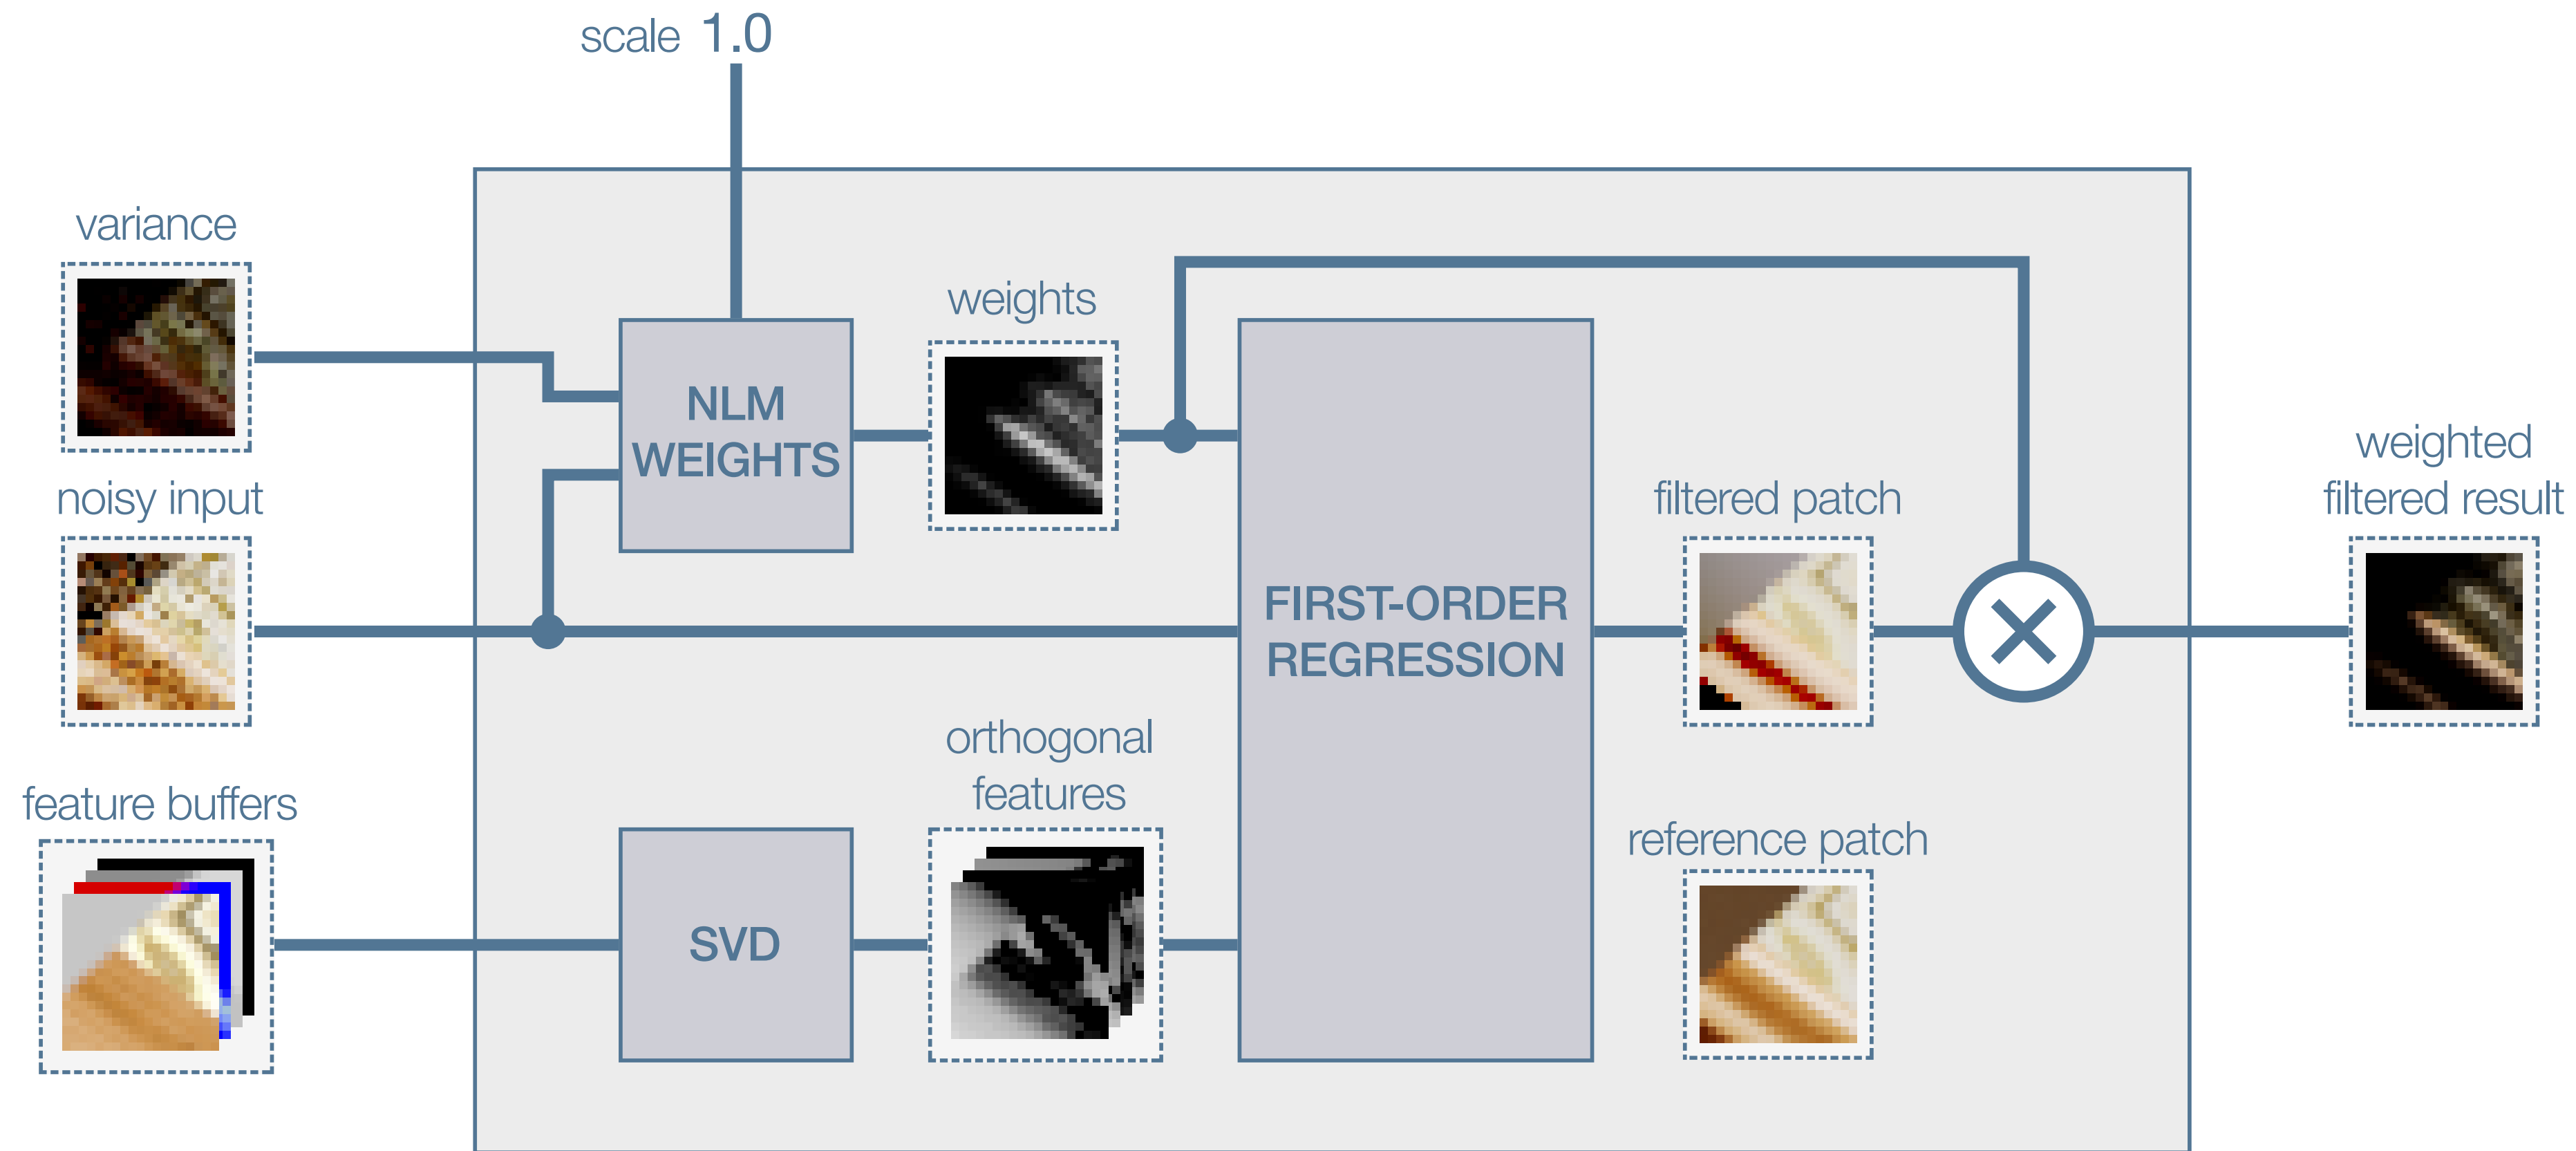 scale 1.0
variance
noisy input
feature buffers
NLM
WEIGHTS
weights
SVD
orthogonal
features
FIRST-ORDER
REGRESSION
filtered patch
reference patch
weighted
filtered result